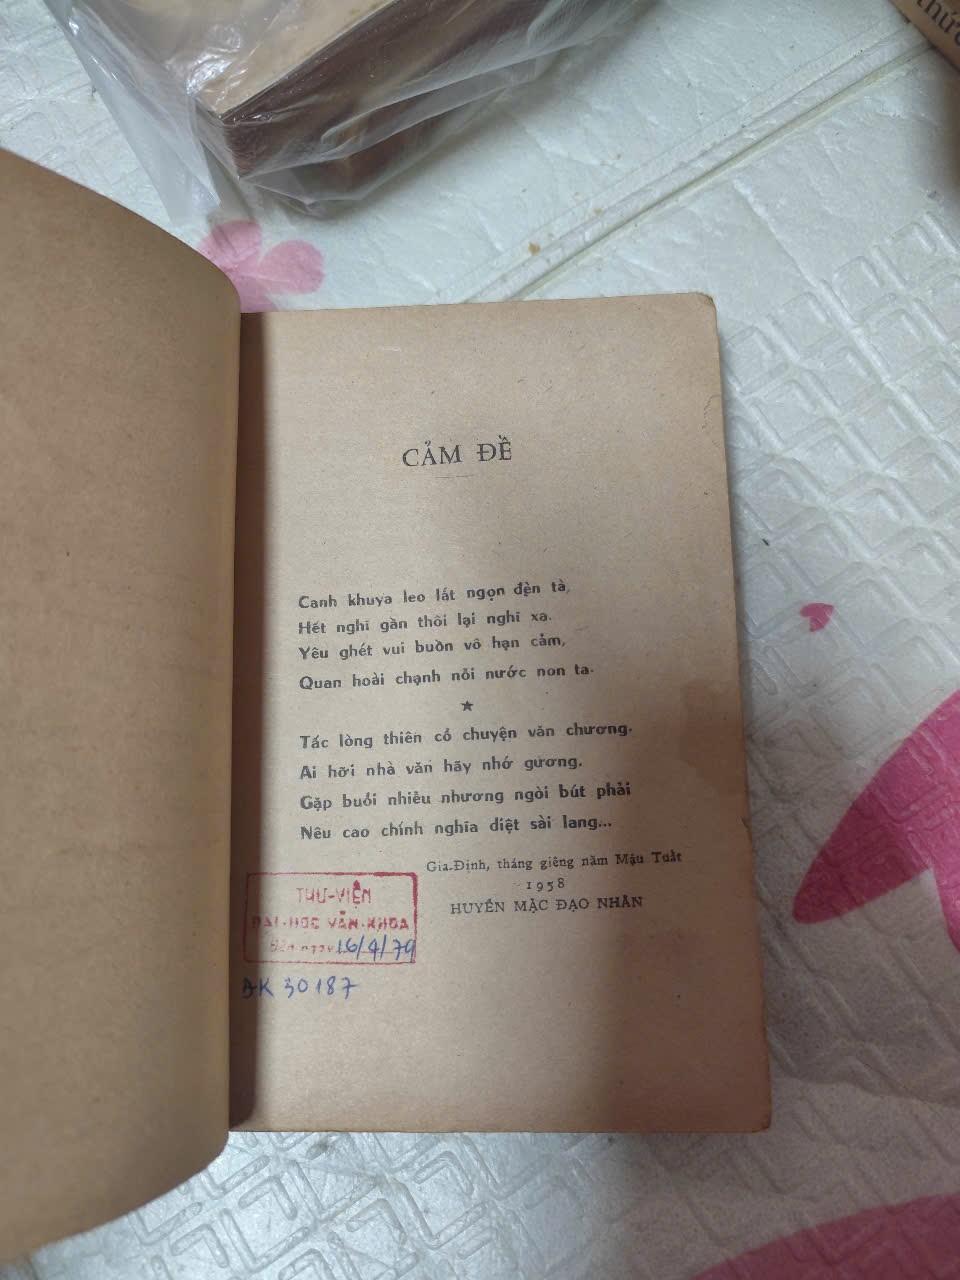 thức
CẢM ĐỀ
Canh khuya leo lất ngọn đèn tà,
Hết nghĩ gần thôi lại nghĩ xa.
Yêu ghét vui buồn vô hạn cảm,
Quan hoài chạnh nỗi nước non ta.
★
Tấc lòng thiên cổ chuyện văn chương.
Ai hỡi nhà văn hãy nhớ gương.
Gặp buổi nhiễu nhương ngòi bút phải
Nêu cao chính nghĩa diệt sài lang...
Gia-Định, tháng giêng năm Mậu Tuất
1958
HUYỀN MẶC ĐẠO NHÂN
THƯ-VIỆN
ĐẠI-HỌC VĂN-KHOA
16/4/79
ĐK 30187